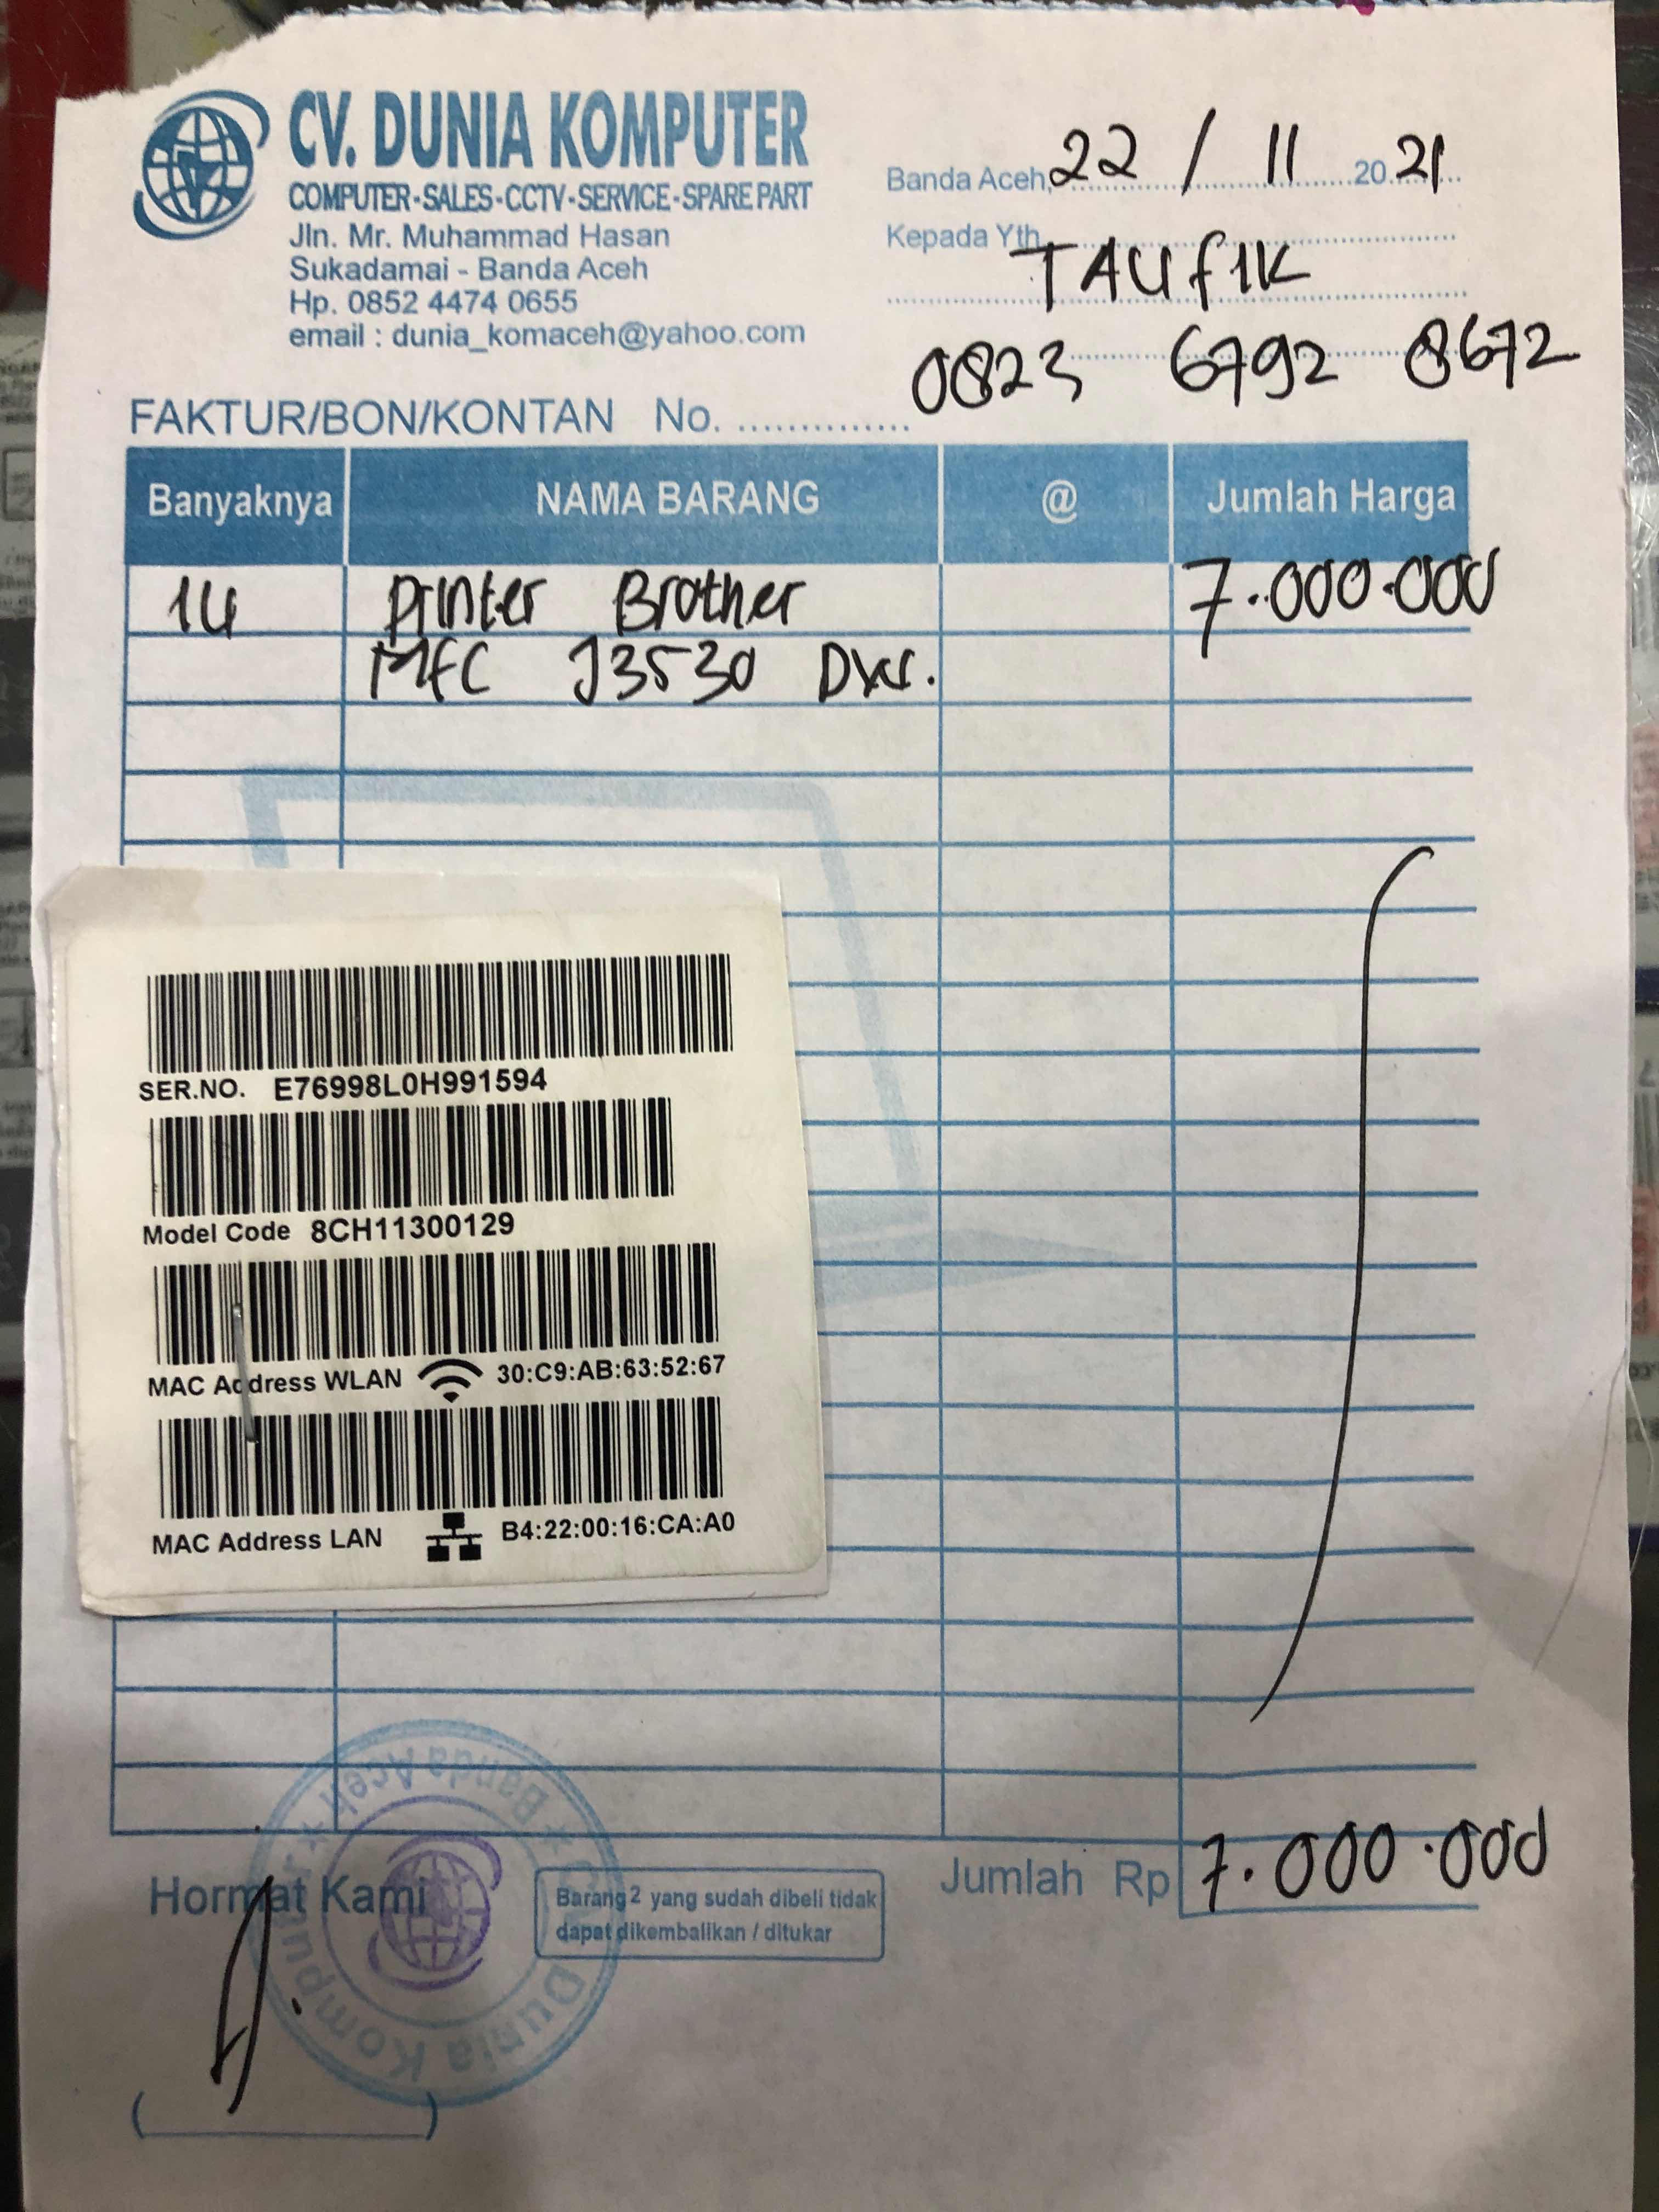 CV. DUNIA KOMPUTER
COMPUTER-SALES-CCTV-SERVICE-SPARE PART
Jln. Mr. Muhammad Hasan
Sukadamai - Banda Aceh
Hp. 0852 4474 0655
email : dunia_komaceh@yahoo.com
Banda Aceh, 22 / 11 2021
Kepada Yth.
TAUfIK
0823 6792 8672
FAKTUR/BON/KONTAN No. ..............
Banyaknya NAMA BARANG @ Jumlah Harga
1U Printer Brother 7.000.000
MFC J3530 Dw.
SER.NO. E76998L0H991594
Model Code 8CH11300129
MAC Address WLAN 30:C9:AB:63:52:67
MAC Address LAN B4:22:00:16:CA:A0
Jumlah Rp 7.000.000
Hormat Kami
Barang2 yang sudah dibeli tidak
dapat dikembalikan / ditukar
Dunia Komputer
Banda Aceh